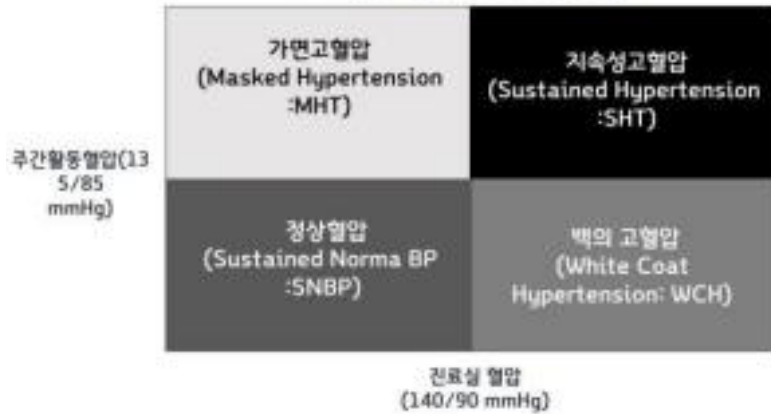 가면고혈압
(Masked Hypertension
:MHT)
지속성고혈압
(Sustained Hypertension
:SHT)
주간활동혈압(13
5/85
mmHg)
정상혈압
(Sustained Norma BP
:SNBP)
백의 고혈압
(White Coat
Hypertension: WCH)
진료실 혈압
(140/90 mmHg)